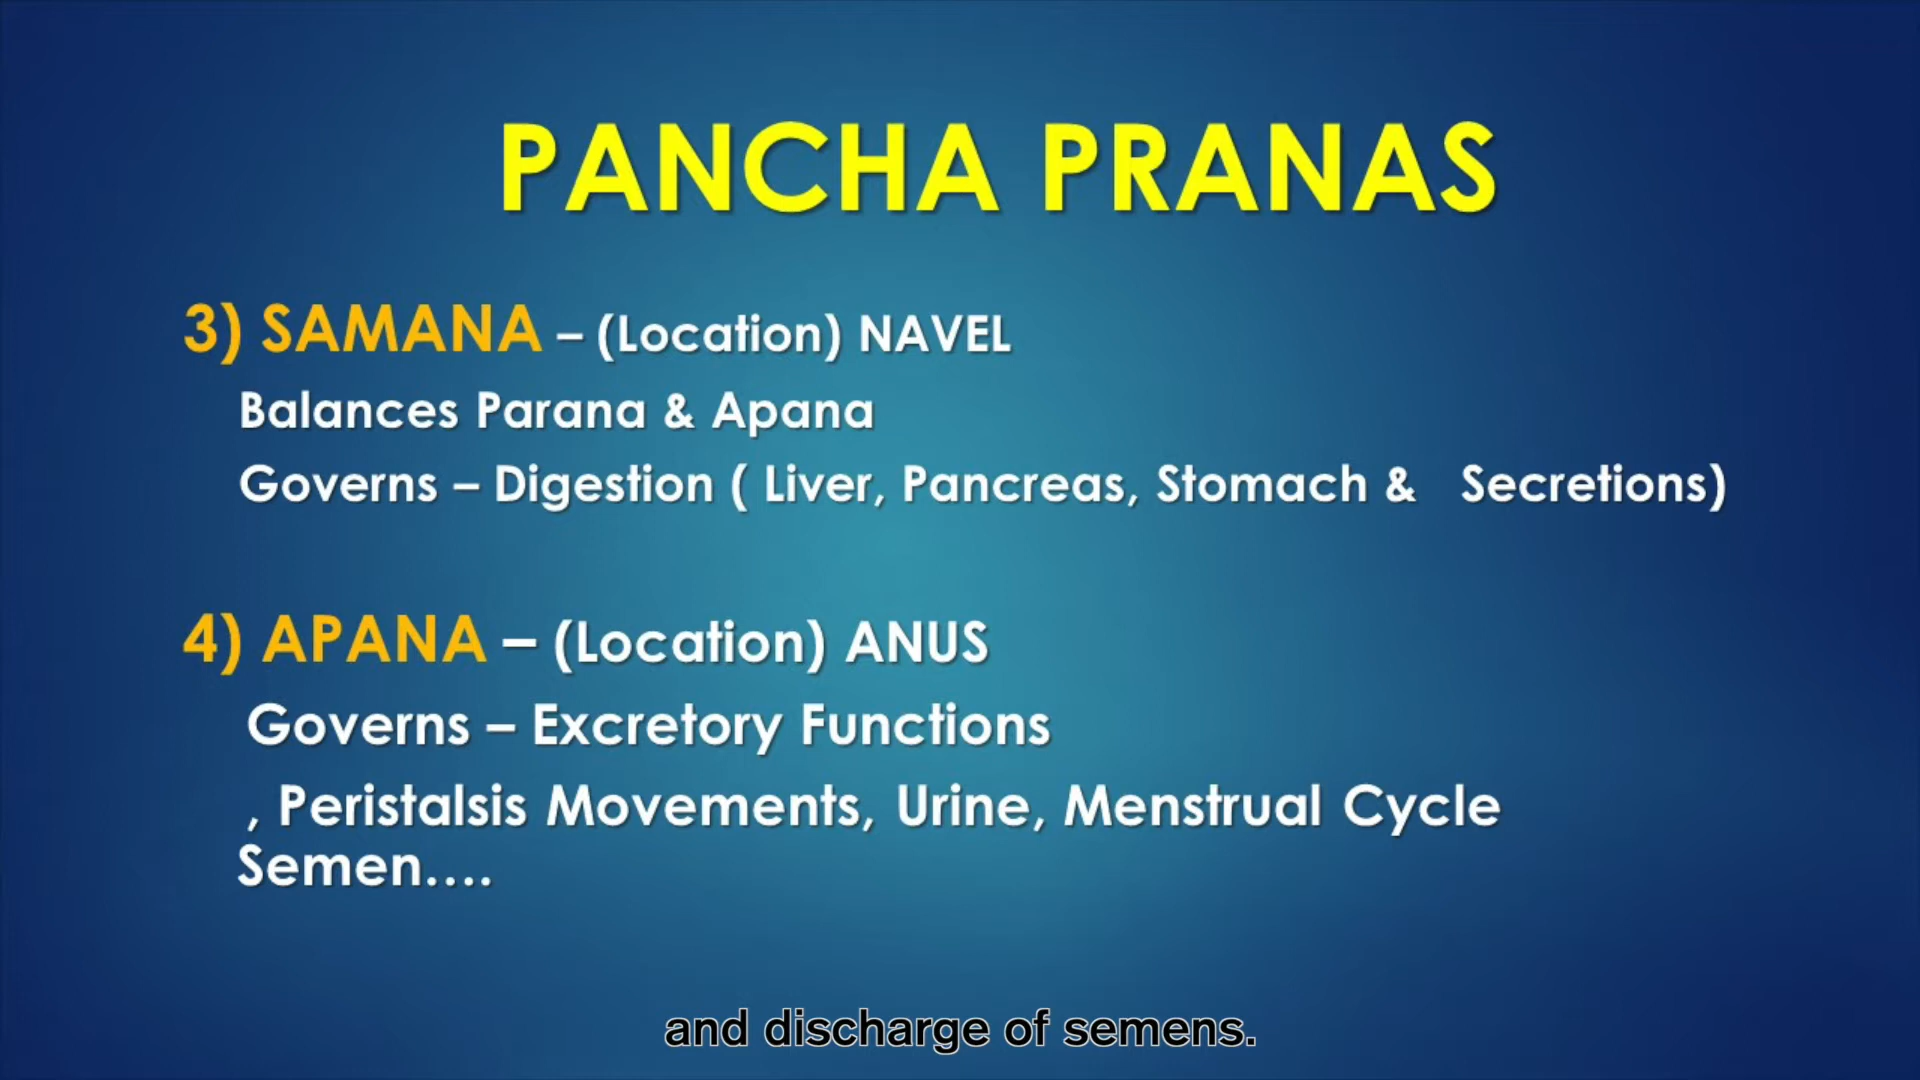 PANCHA PRANAS
3) SAMANA – (Location) NAVEL
Balances Parana & Apana
Governs – Digestion ( Liver, Pancreas, Stomach & Secretions)
4) APANA – (Location) ANUS
Governs – Excretory Functions
, Peristalsis Movements, Urine, Menstrual Cycle
Semen....
and discharge of semens.